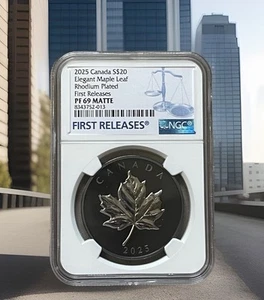 2025 Canada S$20
Elegant Maple Leaf
Rhodium Plated
First Releases
PF 69 MATTE
8343752-013
FIRST RELEASES®
NGC
CANADA
2025